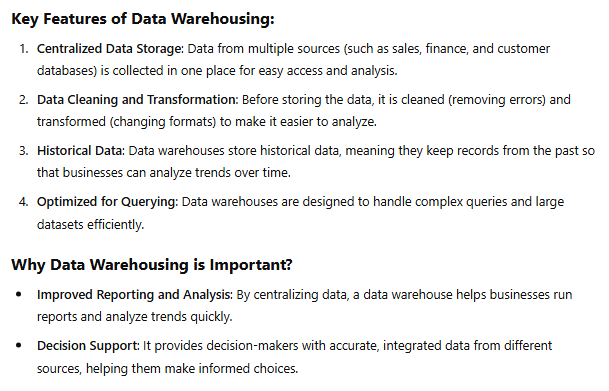 Key Features of Data Warehousing:
1. Centralized Data Storage: Data from multiple sources (such as sales, finance, and customer
databases) is collected in one place for easy access and analysis.
2. Data Cleaning and Transformation: Before storing the data, it is cleaned (removing errors) and
transformed (changing formats) to make it easier to analyze.
3. Historical Data: Data warehouses store historical data, meaning they keep records from the past so
that businesses can analyze trends over time.
4. Optimized for Querying: Data warehouses are designed to handle complex queries and large
datasets efficiently.
Why Data Warehousing is Important?
• Improved Reporting and Analysis: By centralizing data, a data warehouse helps businesses run
reports and analyze trends quickly.
• Decision Support: It provides decision-makers with accurate, integrated data from different
sources, helping them make informed choices.